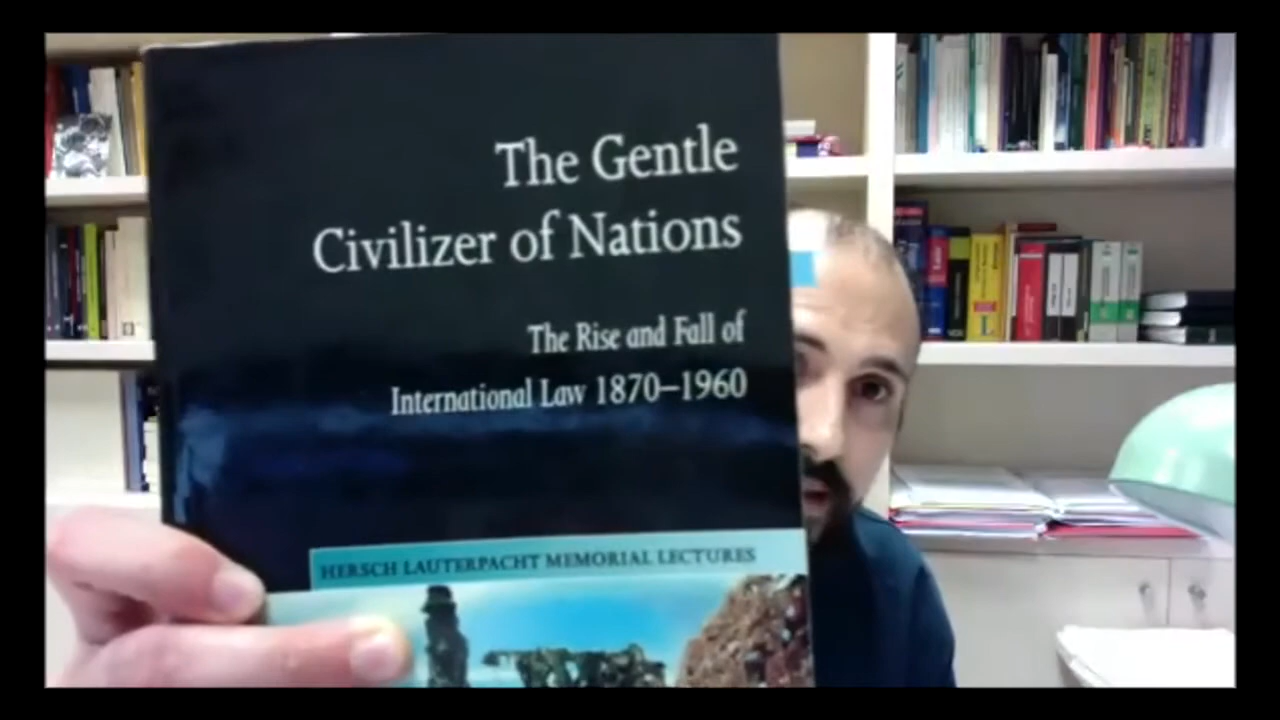 The Gentle
Civilizer of Nations
The Rise and Fall of
International Law 1870–1960
HERSCH LAUTERPACHT MEMORIAL LECTURES